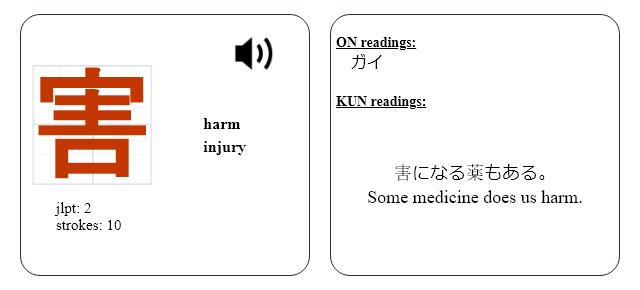 害
harm
injury
jlpt: 2
strokes: 10
ON readings:
ガイ
KUN readings:
害になる薬もある。
Some medicine does us harm.